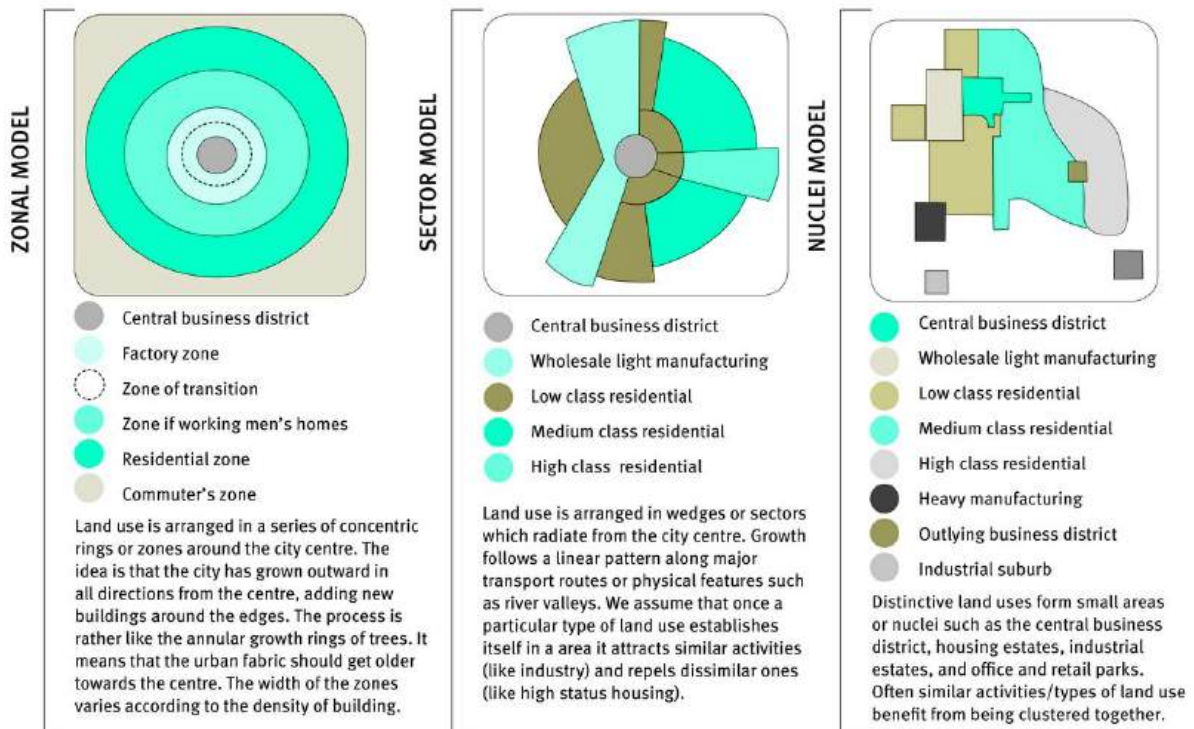 ZONAL MODEL
Central business district
Factory zone
Zone of transition
Zone if working men's homes
Residential zone
Commuter's zone
Land use is arranged in a series of concentric
rings or zones around the city centre. The
idea is that the city has grown outward in
all directions from the centre, adding new
buildings around the edges. The process is
rather like the annular growth rings of trees. It
means that the urban fabric should get older
towards the centre. The width of the zones
varies according to the density of building.
SECTOR MODEL
Central business district
Wholesale light manufacturing
Low class residential
Medium class residential
High class residential
Land use is arranged in wedges or sectors
which radiate from the city centre. Growth
follows a linear pattern along major
transport routes or physical features such
as river valleys. We assume that once a
particular type of land use establishes
itself in a area it attracts similar activities
(like industry) and repels dissimilar ones
(like high status housing).
NUCLEI MODEL
Central business district
Wholesale light manufacturing
Low class residential
Medium class residential
High class residential
Heavy manufacturing
Outlying business district
Industrial suburb
Distinctive land uses form small areas
or nuclei such as the central business
district, housing estates, industrial
estates, and office and retail parks.
Often similar activities/types of land use
benefit from being clustered together.